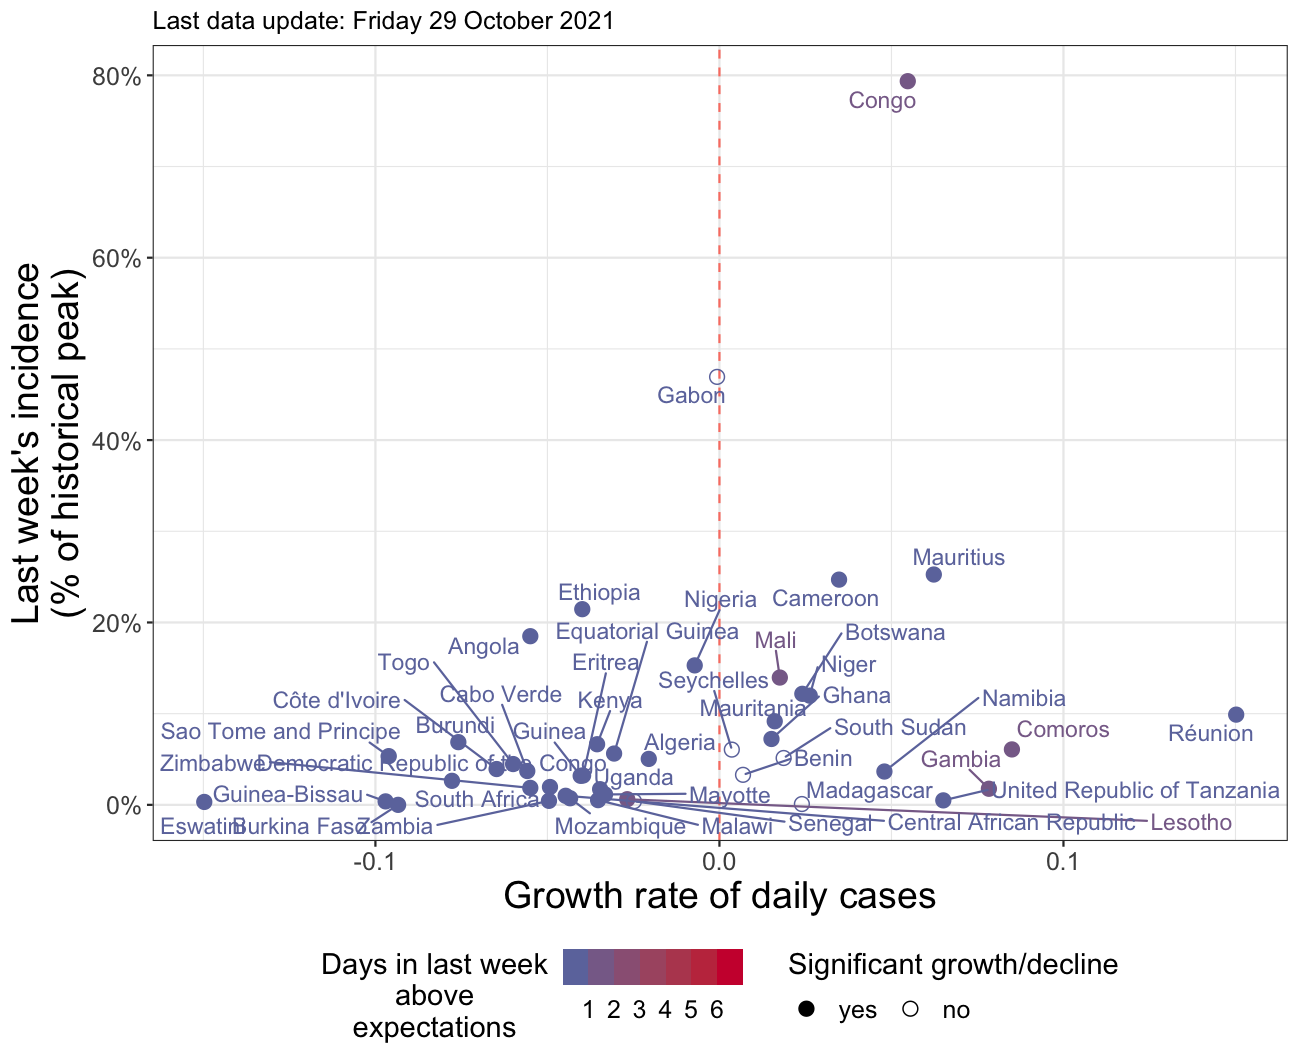 Last data update: Friday 29 October 2021
Last week's incidence
(% of historical peak)
80%
60%
40%
20%
0%
Congo
Gabon
Mauritius
Ethiopia
Nigeria
Cameroon
Equatorial Guinea
Botswana
Angola
Mali
Togo
Eritrea
Niger
Seychelles
Cabo Verde
Ghana
Côte d'Ivoire
Kenya
Mauritania
Namibia
Burundi
Sao Tome and Principe
Guinea
South Sudan
Comoros
Réunion
Algeria
Zimbabwe
Democratic Republic of the Congo
Benin
Gambia
Uganda
Guinea-Bissau
South Africa
Mayotte
Madagascar
United Republic of Tanzania
Eswatini
Burkina Faso
Zambia
Mozambique
Malawi
Senegal
Central African Republic
Lesotho
-0.1
0.0
0.1
Growth rate of daily cases
Days in last week
above
expectations
1 2 3 4 5 6
Significant growth/decline
yes
no